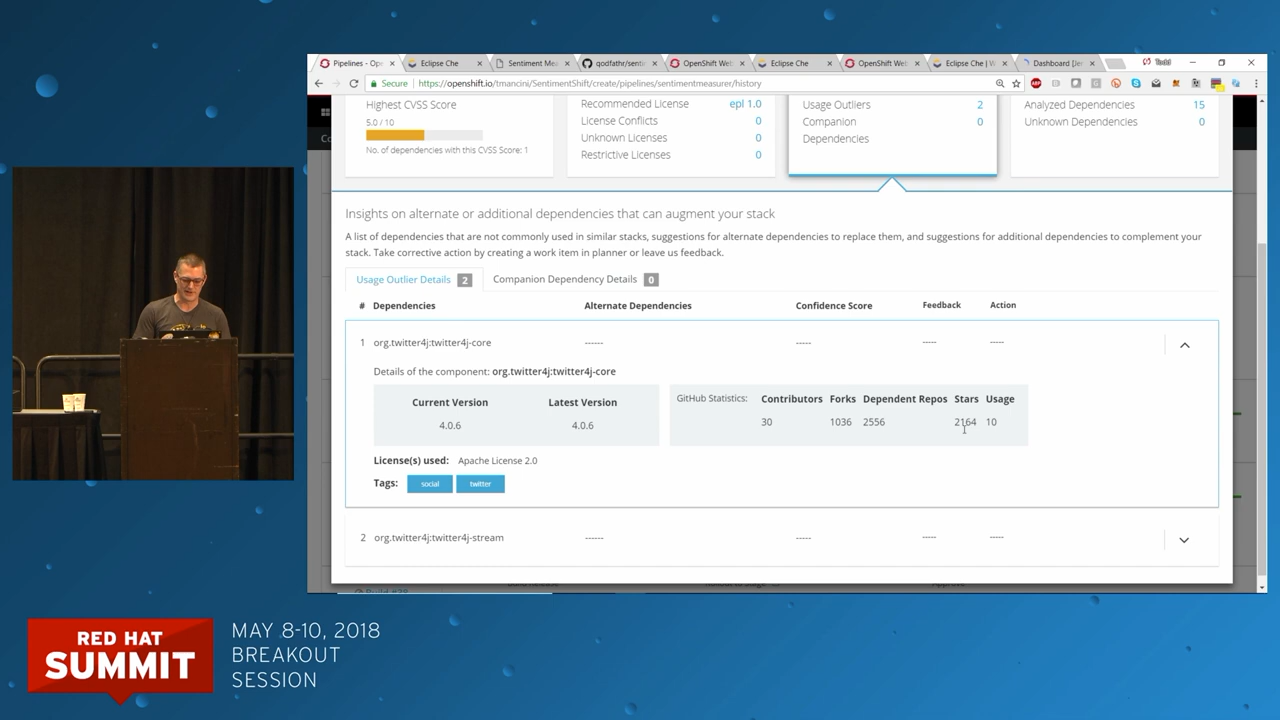 Pipelines - Ope
Eclipse Che
Sentiment Mea
qodfathr/senti
OpenShift Web
Eclipse Che
OpenShift Web
Eclipse Che | W
Dashboard [Je
Todd
Secure
https://openshift.io/tmancini/SentimentShift/create/pipelines/sentimentmeasurer/history
Highest CVSS Score
5.0 / 10
No. of dependencies with this CVSS Score: 1
Recommended License epl 1.0
License Conflicts 0
Unknown Licenses 0
Restrictive Licenses 0
Usage Outliers 2
Companion 0
Dependencies
Analyzed Dependencies 15
Unknown Dependencies 0
Insights on alternate or additional dependencies that can augment your stack
A list of dependencies that are not commonly used in similar stacks, suggestions for alternate dependencies to replace them, and suggestions for additional dependencies to complement your
stack. Take corrective action by creating a work item in planner or leave us feedback.
Usage Outlier Details 2 Companion Dependency Details 0
# Dependencies Alternate Dependencies Confidence Score Feedback Action
1 org.twitter4j:twitter4j-core ------ ----- ----- -----
Details of the component: org.twitter4j:twitter4j-core
Current Version Latest Version
4.0.6 4.0.6
GitHub Statistics: Contributors Forks Dependent Repos Stars Usage
30 1036 2556 2164 10
License(s) used: Apache License 2.0
Tags: social twitter
2 org.twitter4j:twitter4j-stream ------ ----- ----- -----
RED HAT
SUMMIT
MAY 8-10, 2018
BREAKOUT
SESSION